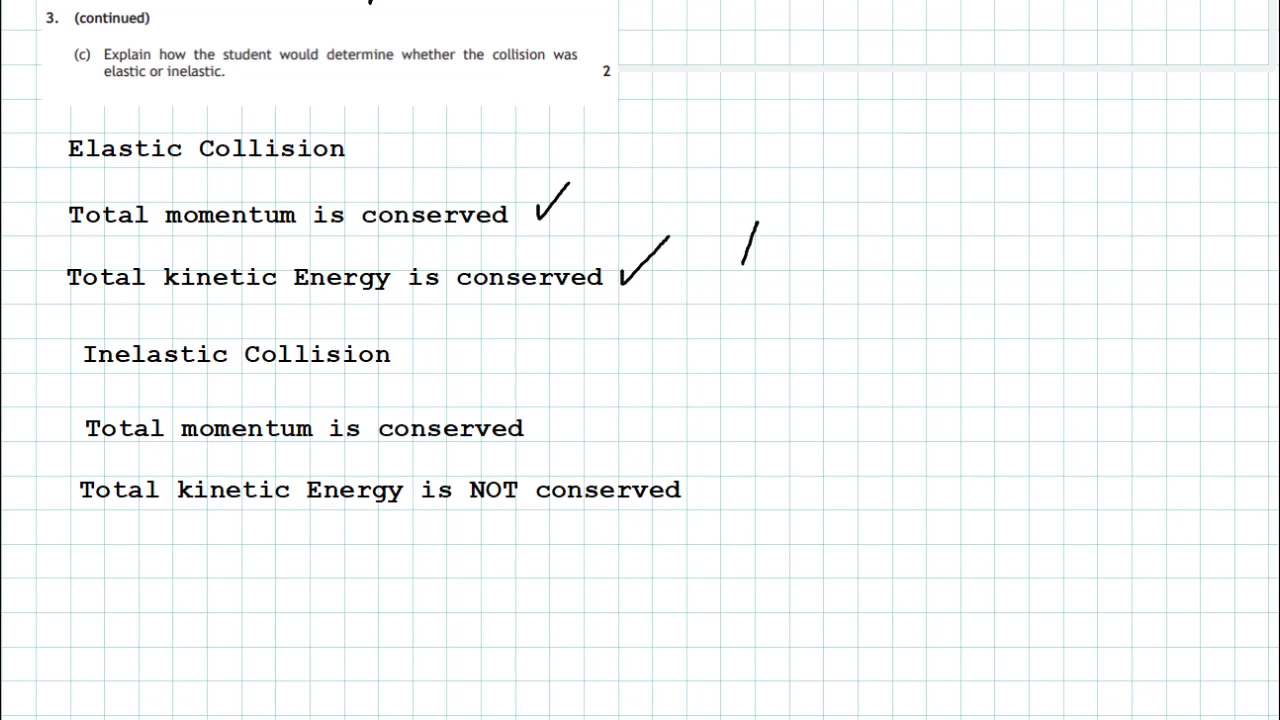 3. (continued)
(c) Explain how the student would determine whether the collision was
elastic or inelastic.
2
Elastic Collision
Total momentum is conserved ✓
Total kinetic Energy is conserved ✓
Inelastic Collision
Total momentum is conserved
Total kinetic Energy is NOT conserved